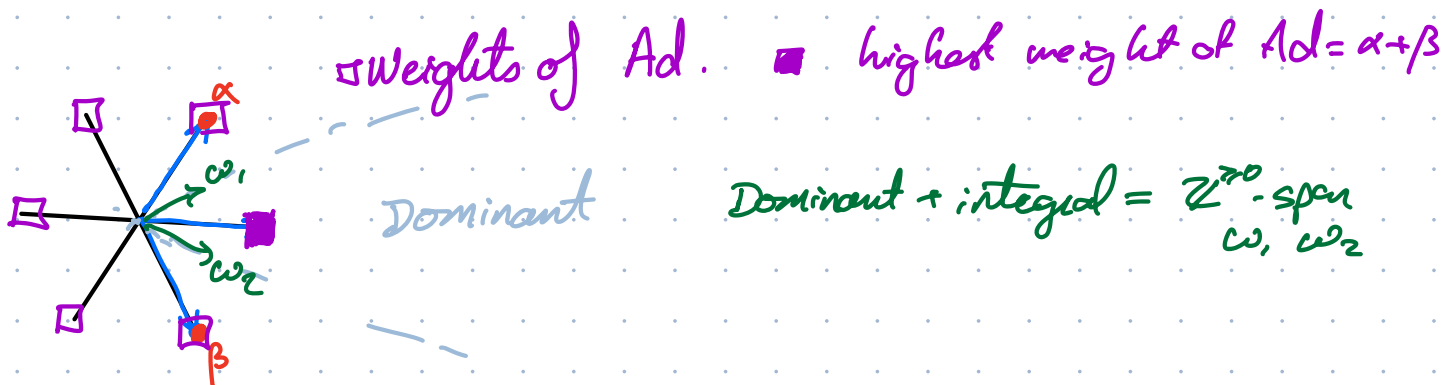 Weights of Ad. ■ highest weight of Ad = α+β
α
ω₁
Dominant
Dominant + integral = ℤ^≥0-span
ω₁ ω₂
ω₂
β